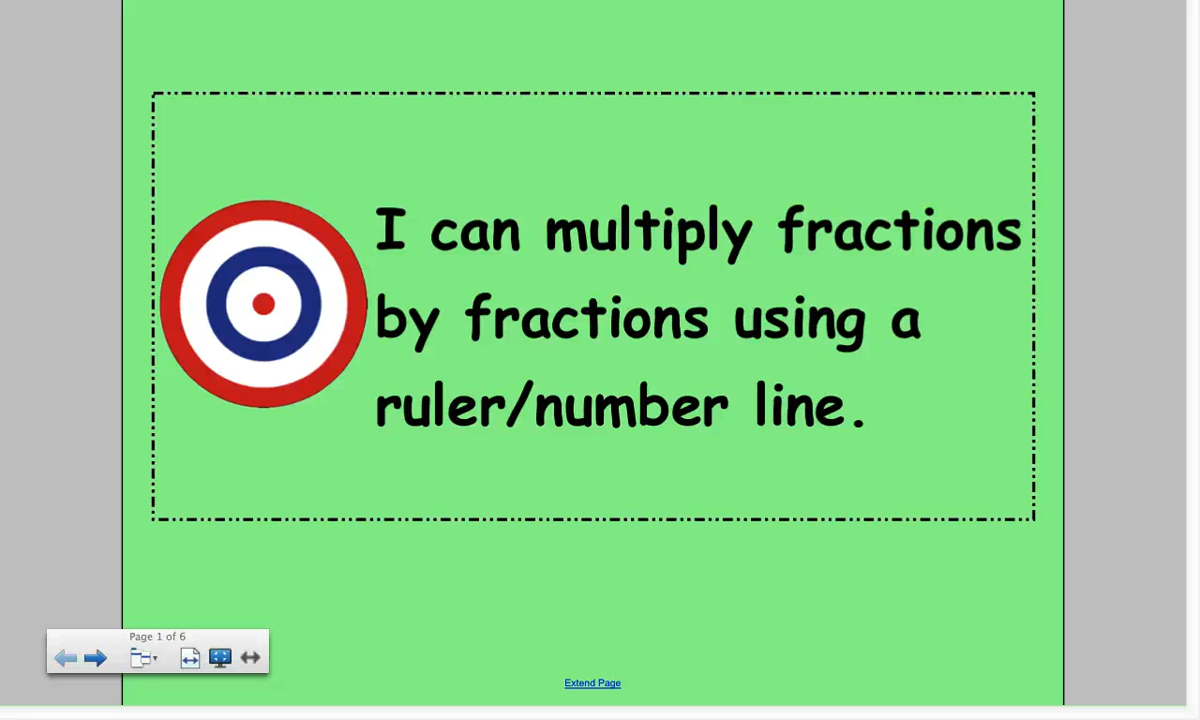 I can multiply fractions
by fractions using a
ruler/number line.
Page 1 of 6
Extend Page